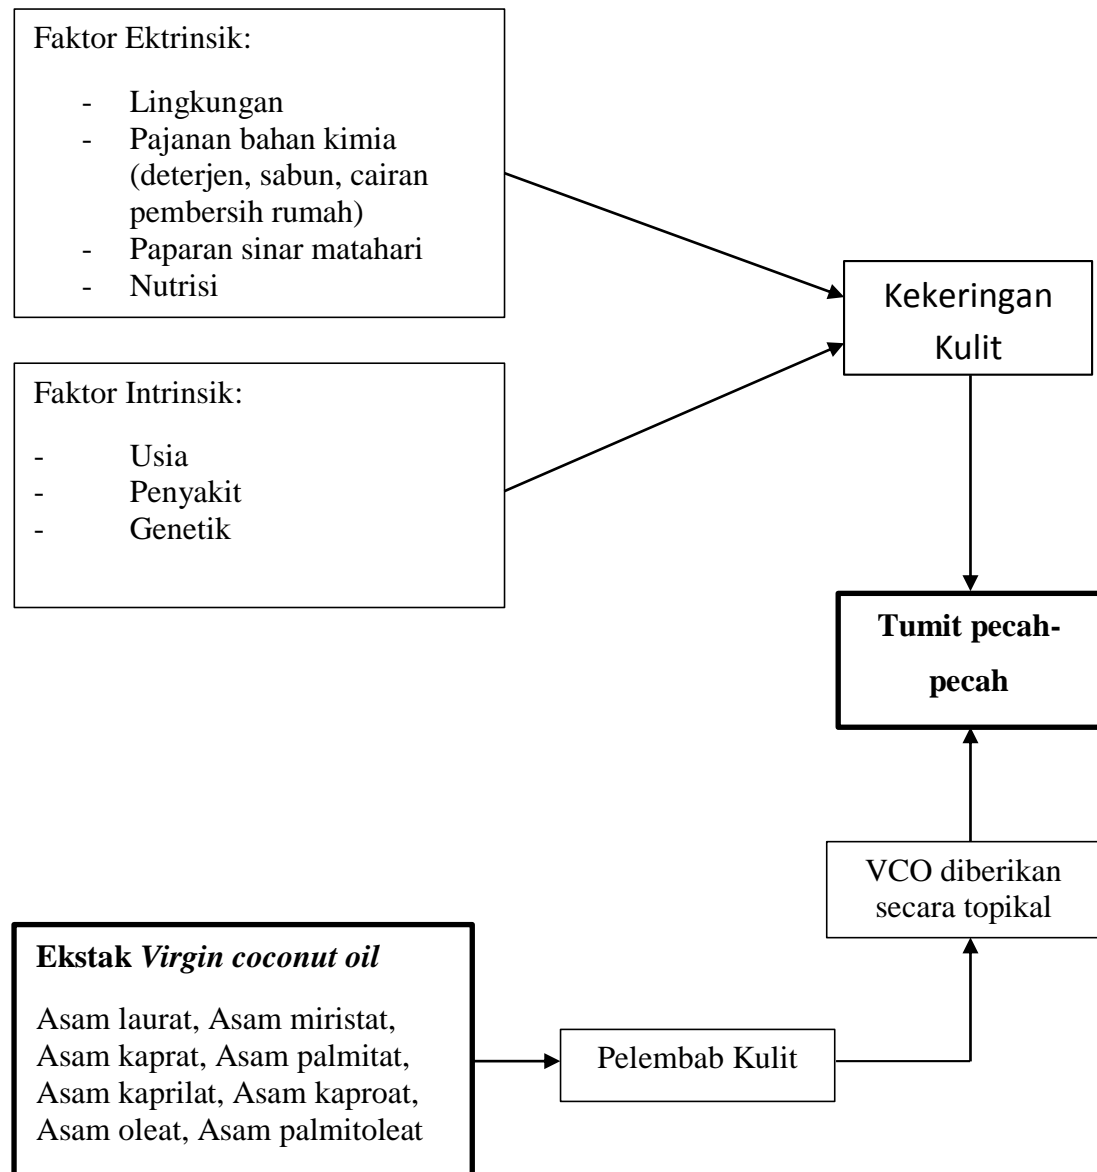 Faktor Ektrinsik:
- Lingkungan
- Pajanan bahan kimia
(deterjen, sabun, cairan
pembersih rumah)
- Paparan sinar matahari
- Nutrisi
Kekeringan
Kulit
Faktor Intrinsik:
- Usia
- Penyakit
- Genetik
Tumit pecah-
pecah
VCO diberikan
secara topikal
Ekstak Virgin coconut oil
Asam laurat, Asam miristat,
Asam kaprat, Asam palmitat,
Asam kaprilat, Asam kaproat,
Asam oleat, Asam palmitoleat
Pelembab Kulit